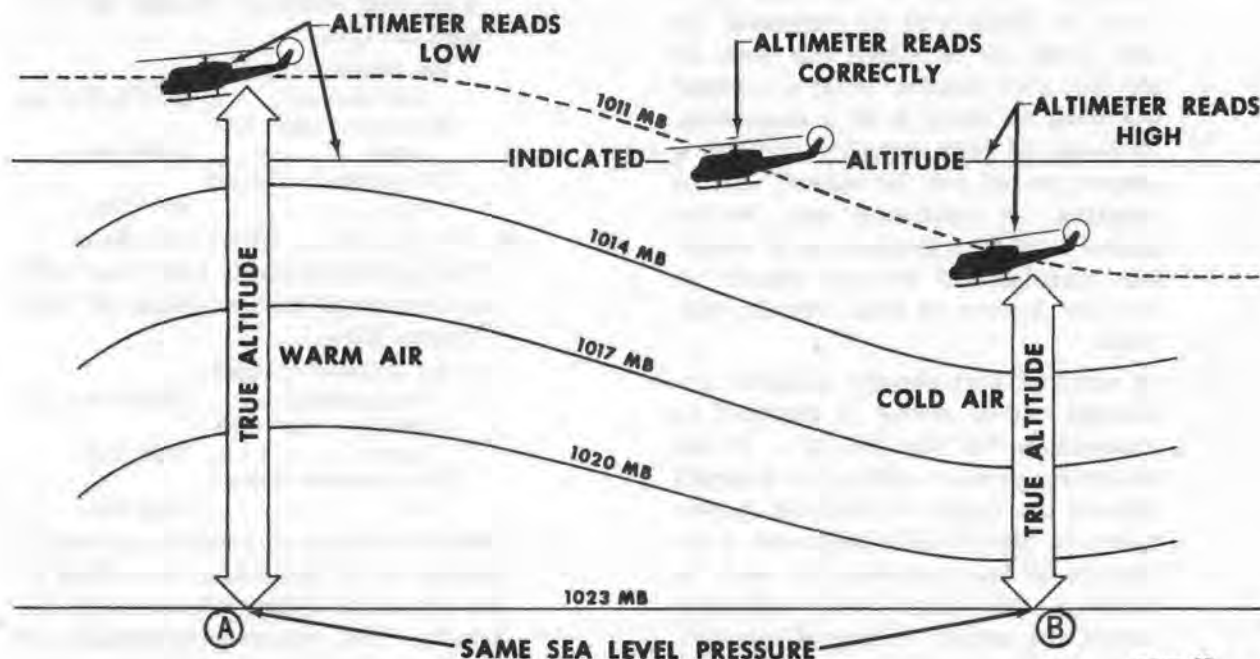 ALTIMETER READS
LOW
ALTIMETER READS
CORRECTLY
ALTIMETER READS
HIGH
1011 MB
INDICATED
ALTITUDE
1014 MB
TRUE ALTITUDE
WARM AIR
1017 MB
COLD AIR
TRUE ALTITUDE
1020 MB
1023 MB
A
B
SAME SEA LEVEL PRESSURE